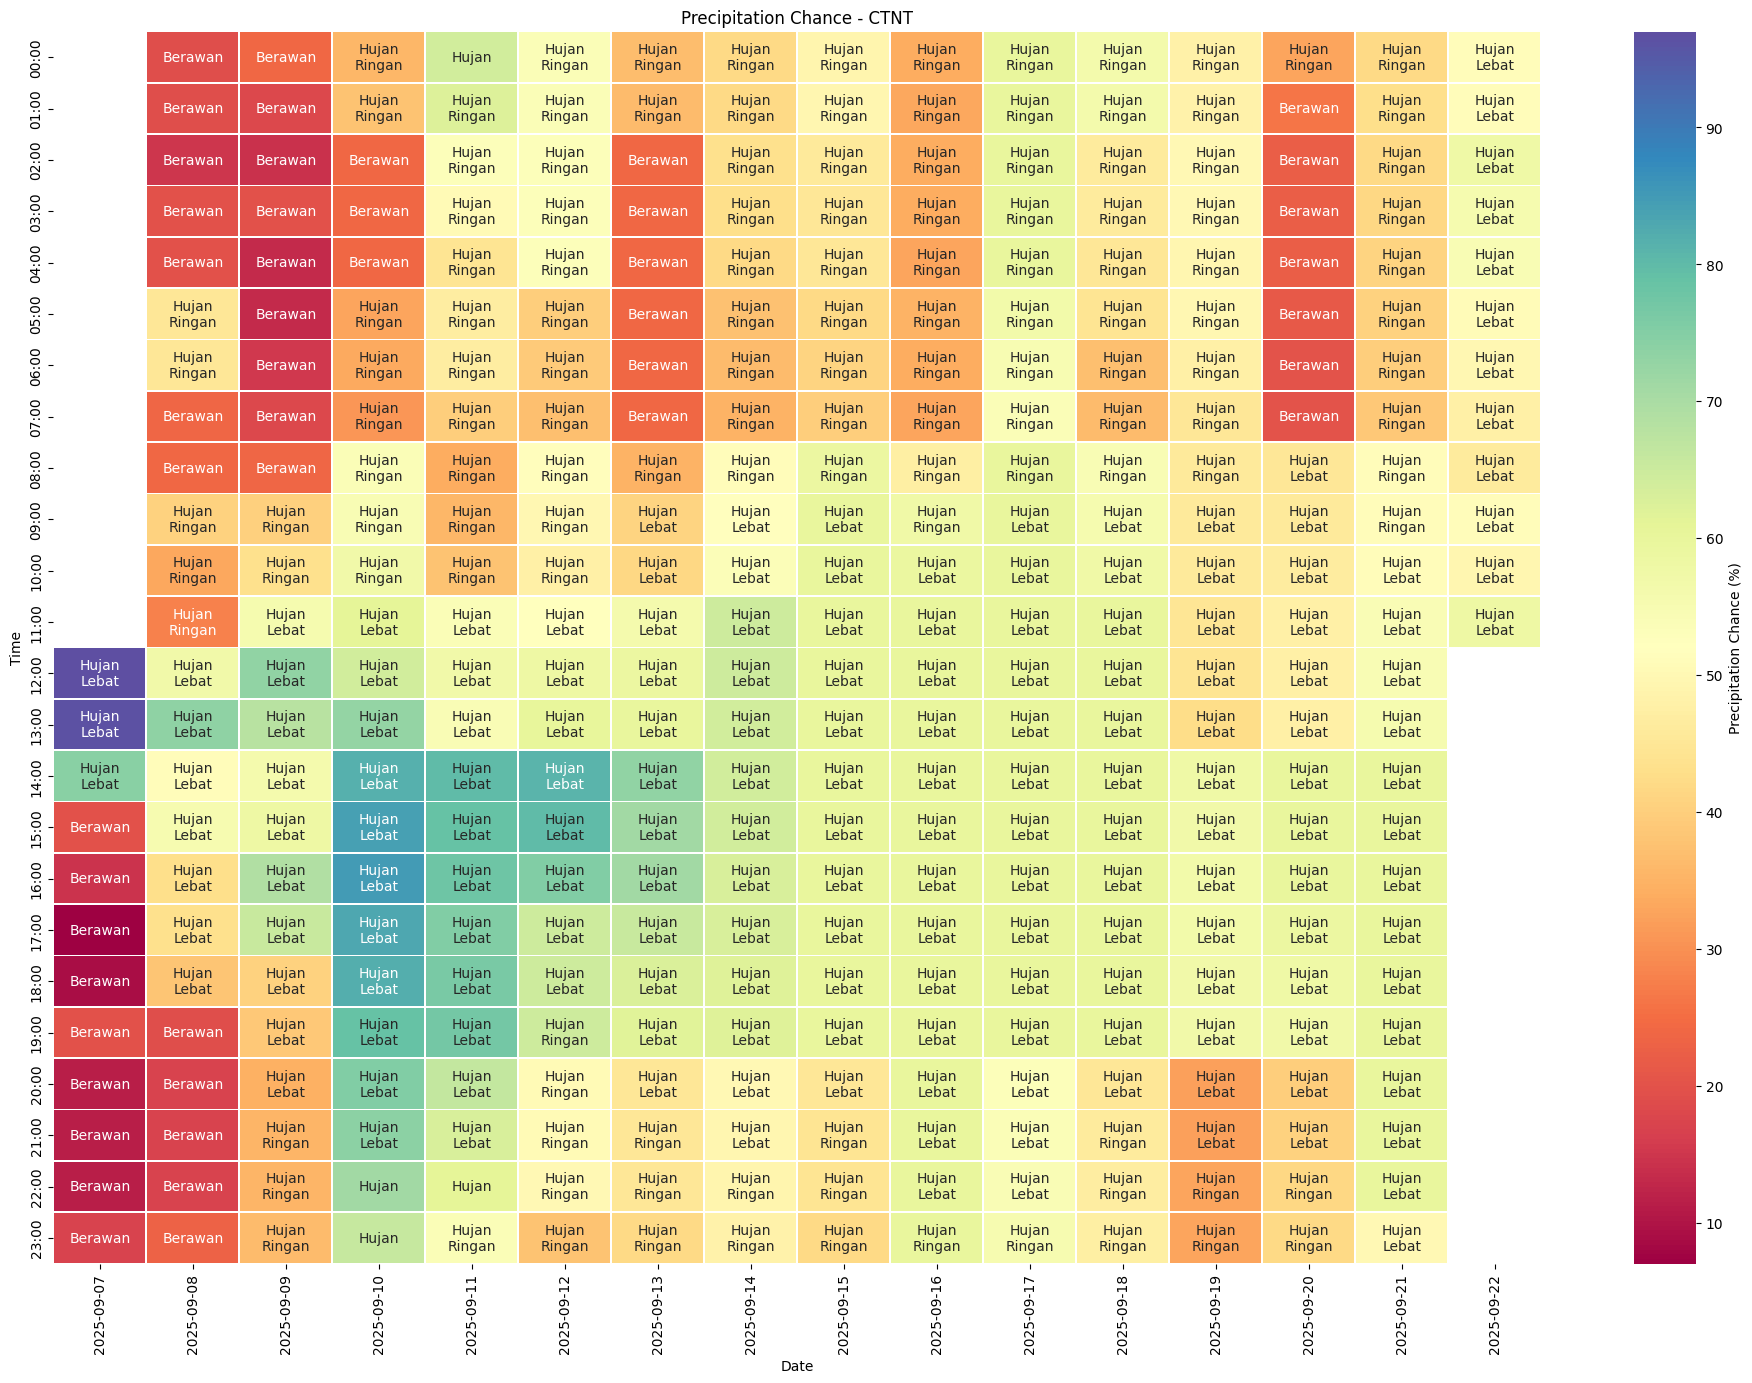 Precipitation Chance - CTNT
00:00 Berawan Berawan Hujan Ringan Hujan Hujan Ringan Hujan Ringan Hujan Ringan Hujan Ringan Hujan Ringan Hujan Ringan Hujan Ringan Hujan Ringan Hujan Ringan Hujan Ringan Hujan Lebat
01:00 Berawan Berawan Hujan Ringan Hujan Ringan Hujan Ringan Hujan Ringan Hujan Ringan Hujan Ringan Hujan Ringan Hujan Ringan Hujan Ringan Hujan Ringan Berawan Hujan Ringan Hujan Lebat
02:00 Berawan Berawan Berawan Hujan Ringan Hujan Ringan Berawan Hujan Ringan Hujan Ringan Hujan Ringan Hujan Ringan Hujan Ringan Hujan Ringan Berawan Hujan Ringan Hujan Lebat
03:00 Berawan Berawan Berawan Hujan Ringan Hujan Ringan Berawan Hujan Ringan Hujan Ringan Hujan Ringan Hujan Ringan Hujan Ringan Hujan Ringan Berawan Hujan Ringan Hujan Lebat
04:00 Berawan Berawan Berawan Hujan Ringan Hujan Ringan Berawan Hujan Ringan Hujan Ringan Hujan Ringan Hujan Ringan Hujan Ringan Hujan Ringan Berawan Hujan Ringan Hujan Lebat
05:00 Hujan Ringan Berawan Hujan Ringan Hujan Ringan Hujan Ringan Berawan Hujan Ringan Hujan Ringan Hujan Ringan Hujan Ringan Hujan Ringan Hujan Ringan Berawan Hujan Ringan Hujan Lebat
06:00 Hujan Ringan Berawan Hujan Ringan Hujan Ringan Hujan Ringan Berawan Hujan Ringan Hujan Ringan Hujan Ringan Hujan Ringan Hujan Ringan Hujan Ringan Berawan Hujan Ringan Hujan Lebat
07:00 Berawan Berawan Hujan Ringan Hujan Ringan Hujan Ringan Berawan Hujan Ringan Hujan Ringan Hujan Ringan Hujan Ringan Hujan Ringan Hujan Ringan Berawan Hujan Ringan Hujan Lebat
08:00 Berawan Berawan Hujan Ringan Hujan Ringan Hujan Ringan Hujan Ringan Hujan Ringan Hujan Ringan Hujan Ringan Hujan Ringan Hujan Ringan Hujan Ringan Hujan Lebat Hujan Ringan Hujan Lebat
09:00 Hujan Ringan Hujan Ringan Hujan Ringan Hujan Ringan Hujan Ringan Hujan Lebat Hujan Lebat Hujan Lebat Hujan Ringan Hujan Lebat Hujan Lebat Hujan Lebat Hujan Lebat Hujan Ringan Hujan Lebat
10:00 Hujan Ringan Hujan Ringan Hujan Ringan Hujan Ringan Hujan Ringan Hujan Lebat Hujan Lebat Hujan Lebat Hujan Lebat Hujan Lebat Hujan Lebat Hujan Lebat Hujan Lebat Hujan Lebat Hujan Lebat
11:00 Hujan Ringan Hujan Lebat Hujan Lebat Hujan Lebat Hujan Lebat Hujan Lebat Hujan Lebat Hujan Lebat Hujan Lebat Hujan Lebat Hujan Lebat Hujan Lebat Hujan Lebat Hujan Lebat Hujan Lebat
12:00 Hujan Lebat Hujan Lebat Hujan Lebat Hujan Lebat Hujan Lebat Hujan Lebat Hujan Lebat Hujan Lebat Hujan Lebat Hujan Lebat Hujan Lebat Hujan Lebat Hujan Lebat Hujan Lebat Hujan Lebat
13:00 Hujan Lebat Hujan Lebat Hujan Lebat Hujan Lebat Hujan Lebat Hujan Lebat Hujan Lebat Hujan Lebat Hujan Lebat Hujan Lebat Hujan Lebat Hujan Lebat Hujan Lebat Hujan Lebat Hujan Lebat
14:00 Hujan Lebat Hujan Lebat Hujan Lebat Hujan Lebat Hujan Lebat Hujan Lebat Hujan Lebat Hujan Lebat Hujan Lebat Hujan Lebat Hujan Lebat Hujan Lebat Hujan Lebat Hujan Lebat Hujan Lebat
15:00 Berawan Hujan Lebat Hujan Lebat Hujan Lebat Hujan Lebat Hujan Lebat Hujan Lebat Hujan Lebat Hujan Lebat Hujan Lebat Hujan Lebat Hujan Lebat Hujan Lebat Hujan Lebat Hujan Lebat
16:00 Berawan Hujan Lebat Hujan Lebat Hujan Lebat Hujan Lebat Hujan Lebat Hujan Lebat Hujan Lebat Hujan Lebat Hujan Lebat Hujan Lebat Hujan Lebat Hujan Lebat Hujan Lebat Hujan Lebat
17:00 Berawan Hujan Lebat Hujan Lebat Hujan Lebat Hujan Lebat Hujan Lebat Hujan Lebat Hujan Lebat Hujan Lebat Hujan Lebat Hujan Lebat Hujan Lebat Hujan Lebat Hujan Lebat Hujan Lebat
18:00 Berawan Hujan Lebat Hujan Lebat Hujan Lebat Hujan Lebat Hujan Lebat Hujan Lebat Hujan Lebat Hujan Lebat Hujan Lebat Hujan Lebat Hujan Lebat Hujan Lebat Hujan Lebat Hujan Lebat
19:00 Berawan Berawan Hujan Lebat Hujan Lebat Hujan Lebat Hujan Ringan Hujan Lebat Hujan Lebat Hujan Lebat Hujan Lebat Hujan Lebat Hujan Lebat Hujan Lebat Hujan Lebat Hujan Lebat
20:00 Berawan Berawan Hujan Lebat Hujan Lebat Hujan Lebat Hujan Ringan Hujan Lebat Hujan Lebat Hujan Lebat Hujan Lebat Hujan Lebat Hujan Lebat Hujan Lebat Hujan Lebat Hujan Lebat
21:00 Berawan Berawan Hujan Ringan Hujan Lebat Hujan Lebat Hujan Ringan Hujan Ringan Hujan Lebat Hujan Ringan Hujan Lebat Hujan Lebat Hujan Ringan Hujan Lebat Hujan Lebat Hujan Lebat
22:00 Berawan Berawan Hujan Ringan Hujan Hujan Hujan Ringan Hujan Ringan Hujan Ringan Hujan Ringan Hujan Lebat Hujan Lebat Hujan Ringan Hujan Ringan Hujan Ringan Hujan Lebat
23:00 Berawan Berawan Hujan Ringan Hujan Hujan Ringan Hujan Ringan Hujan Ringan Hujan Ringan Hujan Ringan Hujan Ringan Hujan Ringan Hujan Ringan Hujan Ringan Hujan Ringan Hujan Lebat
Time
2025-09-07 2025-09-08 2025-09-09 2025-09-10 2025-09-11 2025-09-12 2025-09-13 2025-09-14 2025-09-15 2025-09-16 2025-09-17 2025-09-18 2025-09-19 2025-09-20 2025-09-21 2025-09-22
Date
90
80
70
60
50
40
30
20
10
Precipitation Chance (%)